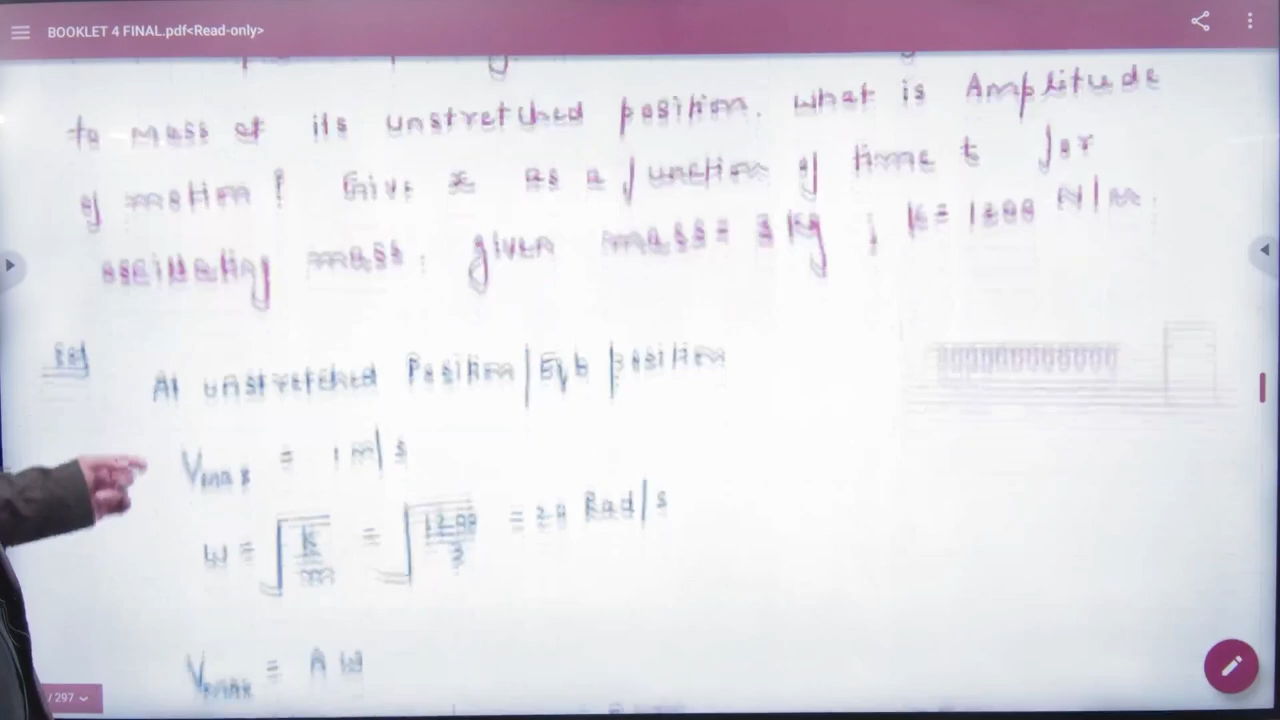 BOOKLET 4 FINAL.pdf<Read-only>
to mass at its unstretched position. What is Amplitude
of motion? Give x as a function of time t for
oscillating mass. given mass = 3 Kg ; K = 1200 N/m.
Sol
At unstretched Position / Eqb position
Vmax = 1 m/s
W = √K/m = √1200/3 = 20 Rad/s
Vmax = A W
/ 297